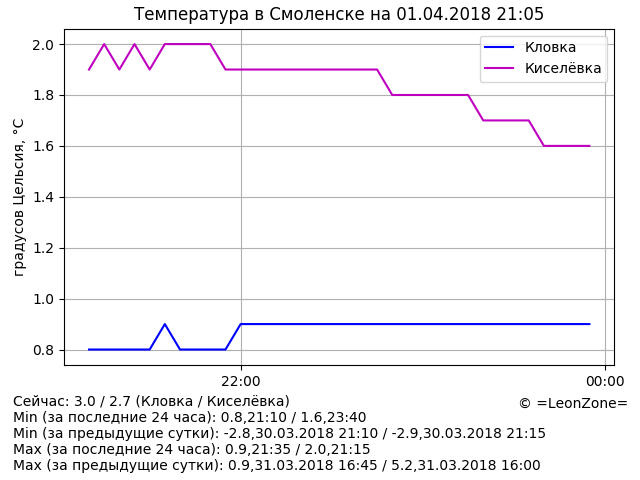 Температура в Смоленске на 01.04.2018 21:05
Кловка
Киселёвка
градусов Цельсия, °C
2.0
1.8
1.6
1.4
1.2
1.0
0.8
22:00
00:00
Сейчас: 3.0 / 2.7 (Кловка / Киселёвка)
© =LeonZone=
Min (за последние 24 часа): 0.8,21:10 / 1.6,23:40
Min (за предыдущие сутки): -2.8,30.03.2018 21:10 / -2.9,30.03.2018 21:15
Max (за последние 24 часа): 0.9,21:35 / 2.0,21:15
Max (за предыдущие сутки): 0.9,31.03.2018 16:45 / 5.2,31.03.2018 16:00